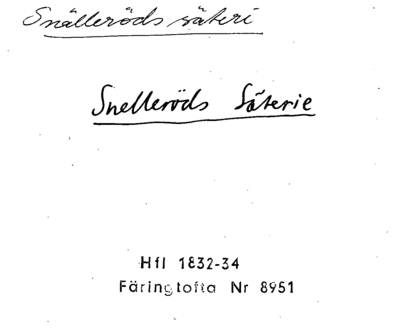 Snälleröds säteri
Snelleröds Säterie
Hfl 1832-34
Färingtofta Nr 8951